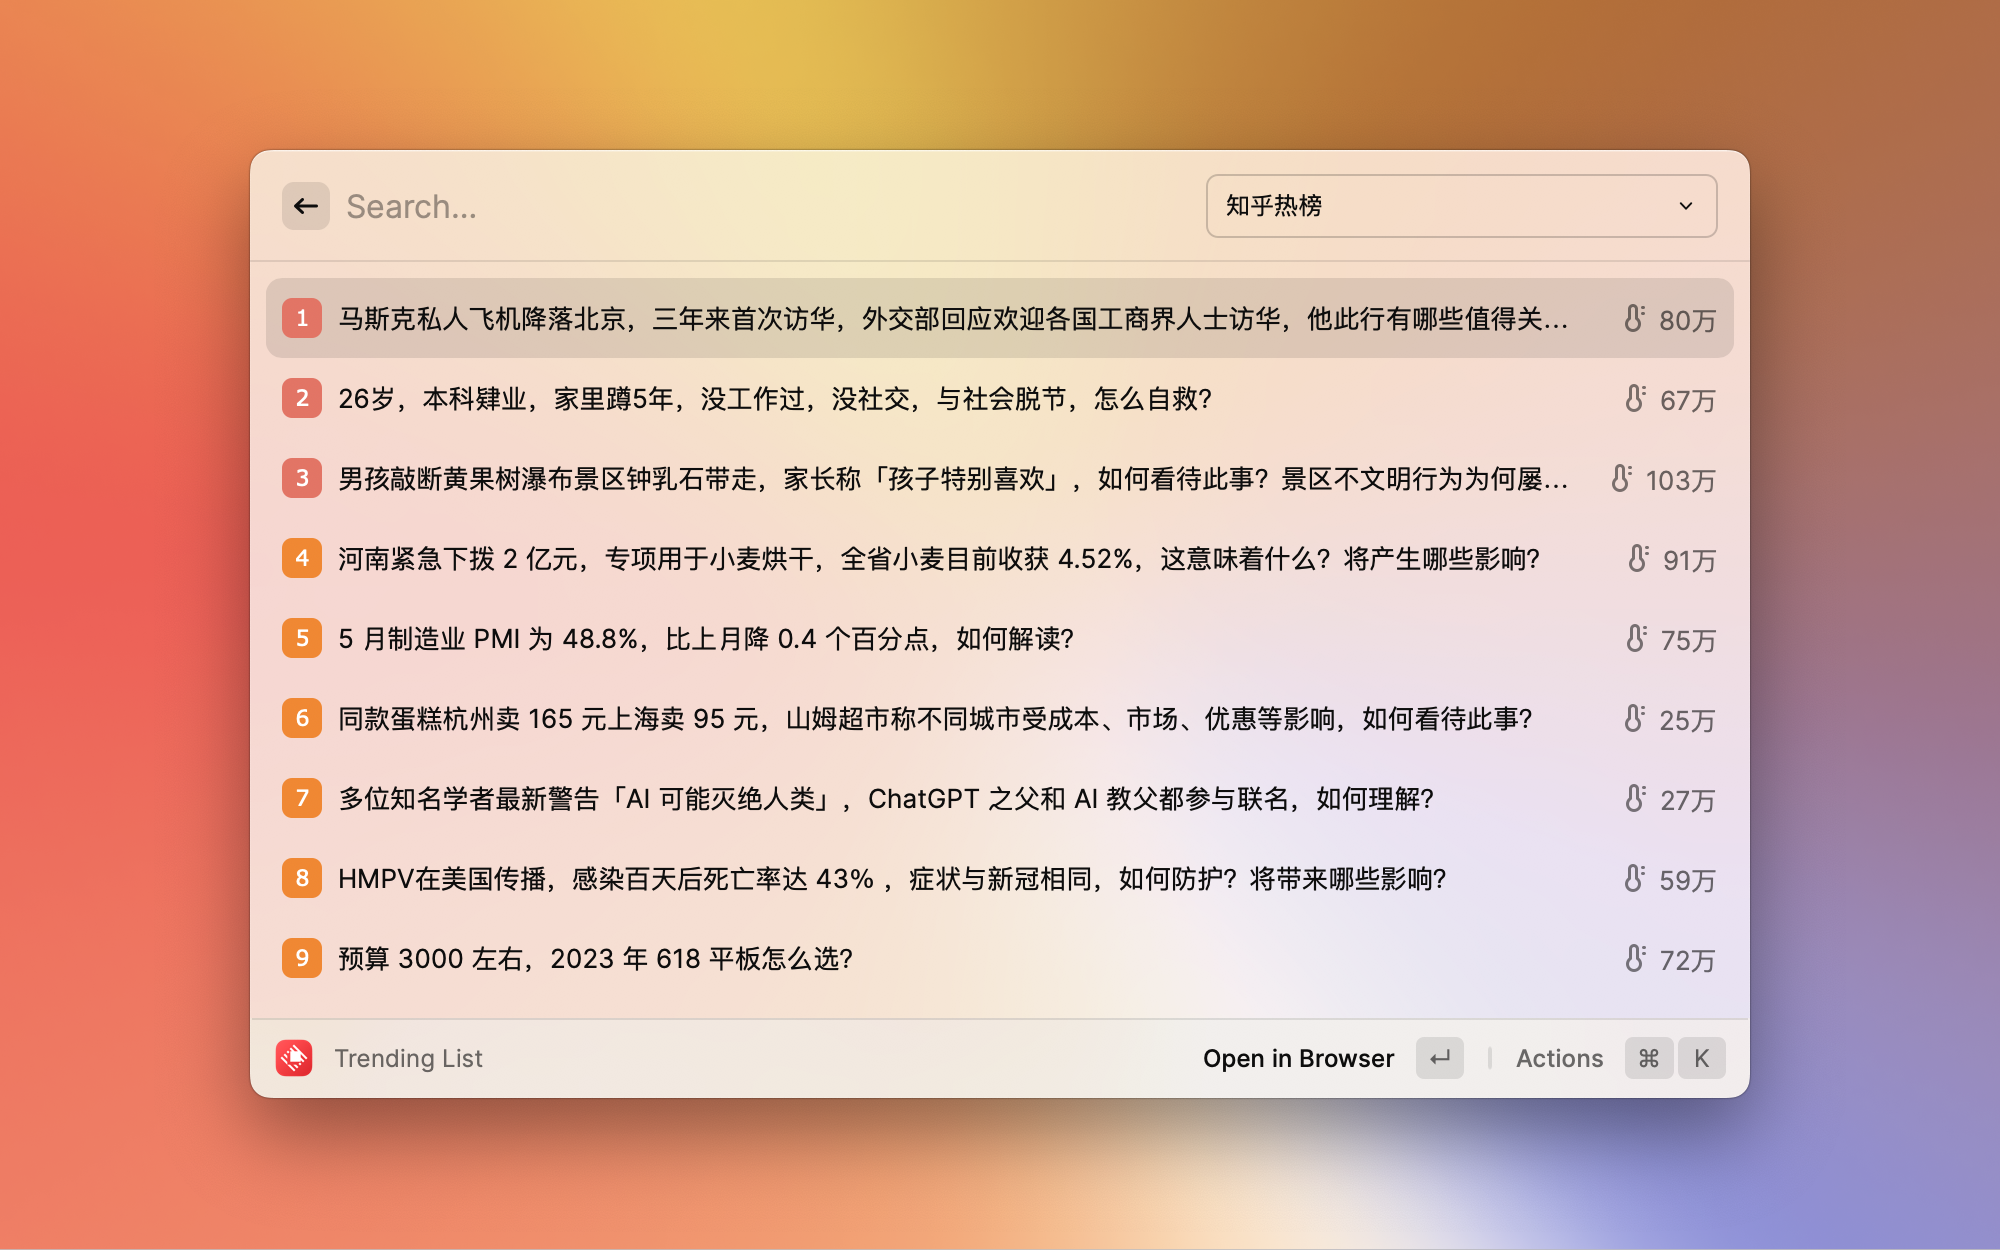 Search...
知乎热榜
1 马斯克私人飞机降落北京，三年来首次访华，外交部回应欢迎各国工商界人士访华，他此行有哪些值得关... 80万
2 26岁，本科肄业，家里蹲5年，没工作过，没社交，与社会脱节，怎么自救？ 67万
3 男孩敲断黄果树瀑布景区钟乳石带走，家长称「孩子特别喜欢」，如何看待此事？景区不文明行为为何屡... 103万
4 河南紧急下拨 2 亿元，专项用于小麦烘干，全省小麦目前收获 4.52%，这意味着什么？将产生哪些影响？ 91万
5 5 月制造业 PMI 为 48.8%，比上月降 0.4 个百分点，如何解读？ 75万
6 同款蛋糕杭州卖 165 元上海卖 95 元，山姆超市称不同城市受成本、市场、优惠等影响，如何看待此事？ 25万
7 多位知名学者最新警告「AI 可能灭绝人类」，ChatGPT 之父和 AI 教父都参与联名，如何理解？ 27万
8 HMPV在美国传播，感染百天后死亡率达 43% ，症状与新冠相同，如何防护？将带来哪些影响？ 59万
9 预算 3000 左右，2023 年 618 平板怎么选？ 72万
Trending List Open in Browser ↵ Actions ⌘ K